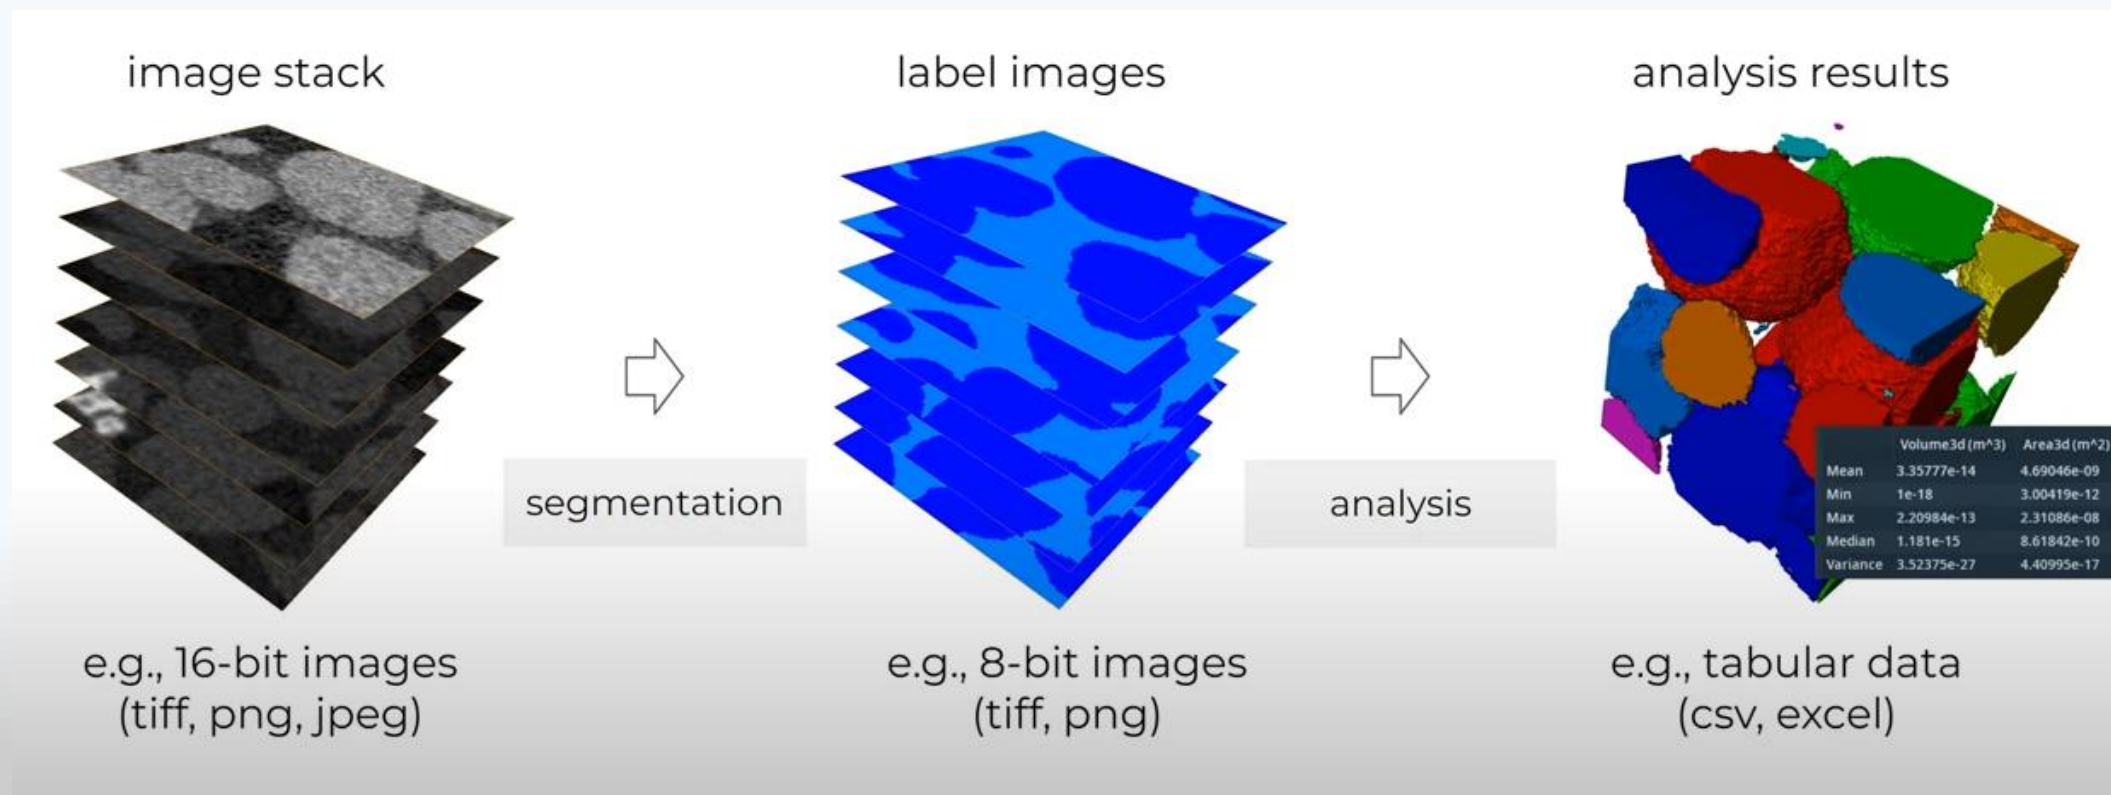 image stack
label images
analysis results
segmentation
analysis
Volume3d (m^3) Area3d (m^2)
Mean 3.35777e-14 4.69046e-09
Min 1e-18 3.00419e-12
Max 2.20984e-13 2.31086e-08
Median 1.181e-15 8.61842e-10
Variance 3.52375e-27 4.40995e-17
e.g., 16-bit images
(tiff, png, jpeg)
e.g., 8-bit images
(tiff, png)
e.g., tabular data
(csv, excel)